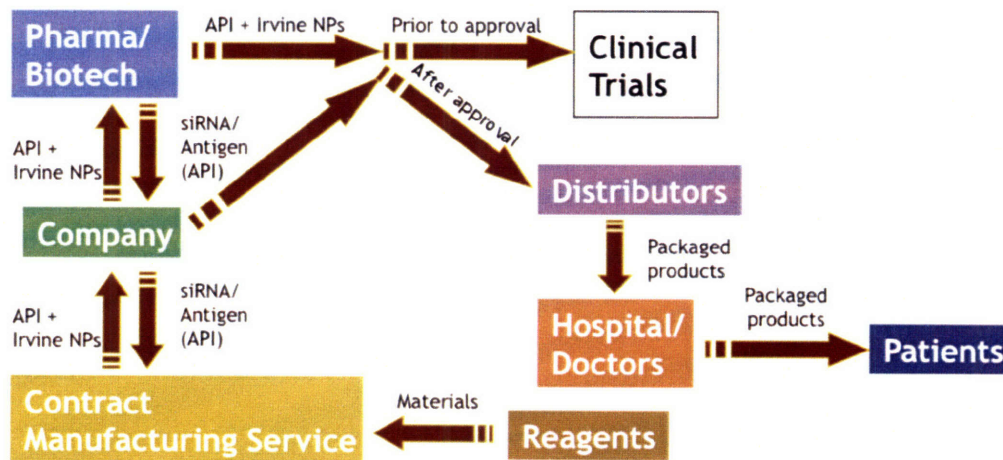 Pharma/
Biotech
API + Irvine NPs
Prior to approval
Clinical
Trials
After approval
API +
Irvine NPs
siRNA/
Antigen
(API)
Distributors
Company
Packaged
products
API +
Irvine NPs
siRNA/
Antigen
(API)
Hospital/
Doctors
Packaged
products
Patients
Contract
Manufacturing Service
Materials
Reagents